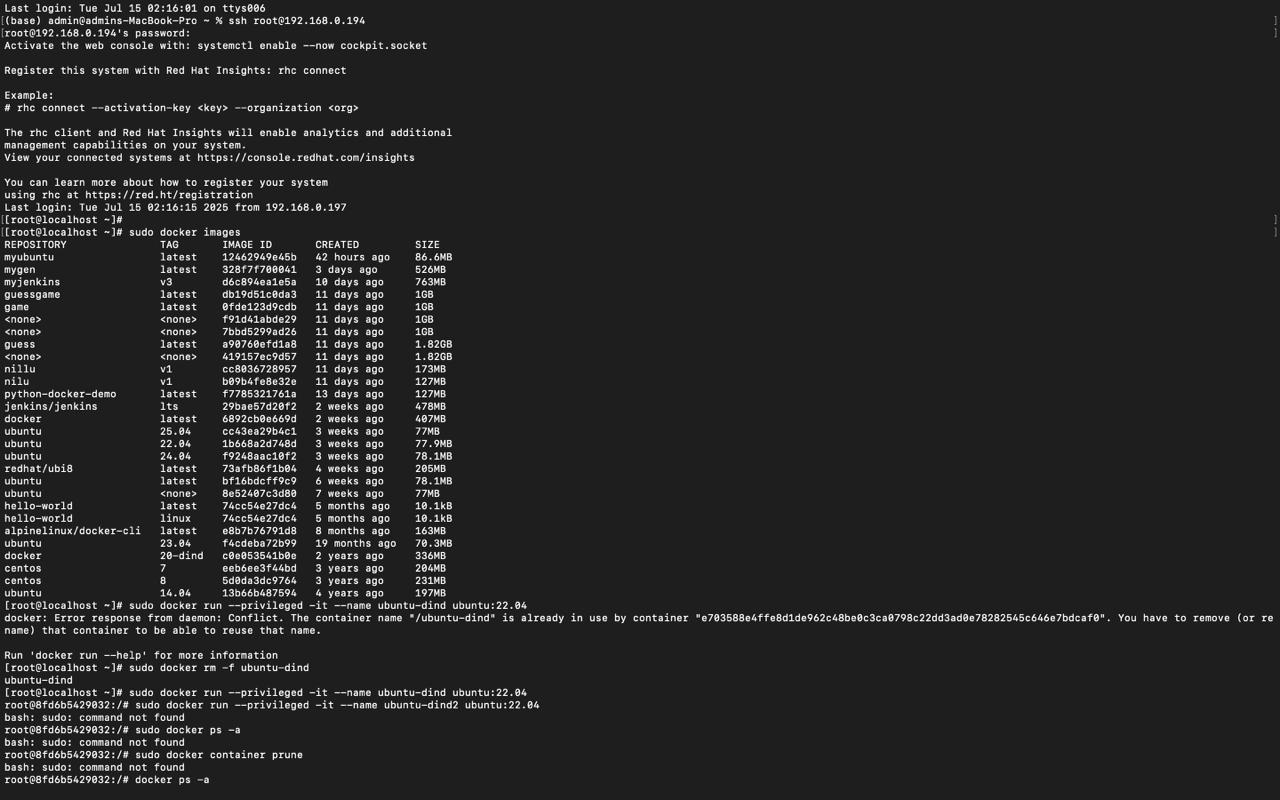 Last login: Tue Jul 15 02:16:01 on ttys006
[(base) admin@admins-MacBook-Pro ~ % ssh root@192.168.0.194 ]
[root@192.168.0.194's password: ]
Activate the web console with: systemctl enable --now cockpit.socket
Register this system with Red Hat Insights: rhc connect
Example:
# rhc connect --activation-key <key> --organization <org>
The rhc client and Red Hat Insights will enable analytics and additional
management capabilities on your system.
View your connected systems at https://console.redhat.com/insights
You can learn more about how to register your system
using rhc at https://red.ht/registration
Last login: Tue Jul 15 02:16:15 2025 from 192.168.0.197
[[root@localhost ~]# ]
[[root@localhost ~]# sudo docker images ]
REPOSITORY TAG IMAGE ID CREATED SIZE
myubuntu latest 12462949e45b 42 hours ago 86.6MB
mygen latest 328f7f700041 3 days ago 526MB
myjenkins v3 d6c894ea1e5a 10 days ago 763MB
guessgame latest db19d51c0da3 11 days ago 1GB
game latest 0fde123d9cdb 11 days ago 1GB
<none> <none> f91d41abde29 11 days ago 1GB
<none> <none> 7bbd5299ad26 11 days ago 1GB
guess latest a90760efd1a8 11 days ago 1.82GB
<none> <none> 419157ec9d57 11 days ago 1.82GB
nillu v1 cc8036728957 11 days ago 173MB
nilu v1 b09b4fe8e32e 11 days ago 127MB
python-docker-demo latest f7785321761a 13 days ago 127MB
jenkins/jenkins lts 29bae57d20f2 2 weeks ago 478MB
docker latest 6892cb0e669d 2 weeks ago 407MB
ubuntu 25.04 cc43ea29b4c1 3 weeks ago 77MB
ubuntu 22.04 1b668a2d748d 3 weeks ago 77.9MB
ubuntu 24.04 f9248aac10f2 3 weeks ago 78.1MB
redhat/ubi8 latest 73afb86f1b04 4 weeks ago 205MB
ubuntu latest bf16bdcff9c9 6 weeks ago 78.1MB
ubuntu <none> 8e52407c3d80 7 weeks ago 77MB
hello-world latest 74cc54e27dc4 5 months ago 10.1kB
hello-world linux 74cc54e27dc4 5 months ago 10.1kB
alpinelinux/docker-cli latest e8b7b76791d8 8 months ago 163MB
ubuntu 23.04 f4cdeba72b99 19 months ago 70.3MB
docker 20-dind c0e053541b0e 2 years ago 336MB
centos 7 eeb6ee3f44bd 3 years ago 204MB
centos 8 5d0da3dc9764 3 years ago 231MB
ubuntu 14.04 13b66b487594 4 years ago 197MB
[root@localhost ~]# sudo docker run --privileged -it --name ubuntu-dind ubuntu:22.04
docker: Error response from daemon: Conflict. The container name "/ubuntu-dind" is already in use by container "e703588e4ffe8d1de962c48be0c3ca0798c22dd3ad0e78282545c646e7bdcaf0". You have to remove (or re
name) that container to be able to reuse that name.
Run 'docker run --help' for more information
[root@localhost ~]# sudo docker rm -f ubuntu-dind
ubuntu-dind
[root@localhost ~]# sudo docker run --privileged -it --name ubuntu-dind ubuntu:22.04
root@8fd6b5429032:/# sudo docker run --privileged -it --name ubuntu-dind2 ubuntu:22.04
bash: sudo: command not found
root@8fd6b5429032:/# sudo docker ps -a
bash: sudo: command not found
root@8fd6b5429032:/# sudo docker container prune
bash: sudo: command not found
root@8fd6b5429032:/# docker ps -a